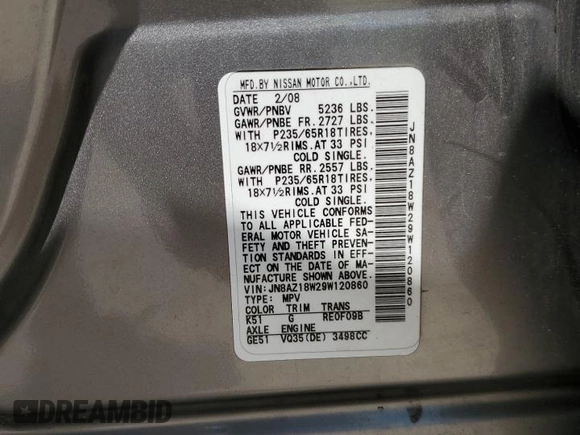 MFD.BY NISSAN MOTOR CO.,LTD.
DATE 2/08
GVWR/PNBV 5236 LBS.
GAWR/PNBE FR. 2727 LBS.
WITH P235/65R18TIRES.
18X7½RIMS.AT 33 PSI
COLD SINGLE.
GAWR/PNBE RR. 2557 LBS.
WITH P235/65R18TIRES.
18X7½RIMS.AT 33 PSI
COLD SINGLE.
THIS VEHICLE CONFORMS
TO ALL APPLICABLE FED-
ERAL MOTOR VEHICLE SA-
FETY AND THEFT PREVEN-
TION STANDARDS IN EFF-
ECT ON THE DATE OF MA-
NUFACTURE SHOWN ABOVE.
VIN:JN8AZ18W29W120860
TYPE: MPV
COLOR TRIM TRANS
K51 G RE0F09B
AXLE ENGINE
GE51 VQ35(DE) 3498CC
JN8AZ18W29W120860
DREAMBID